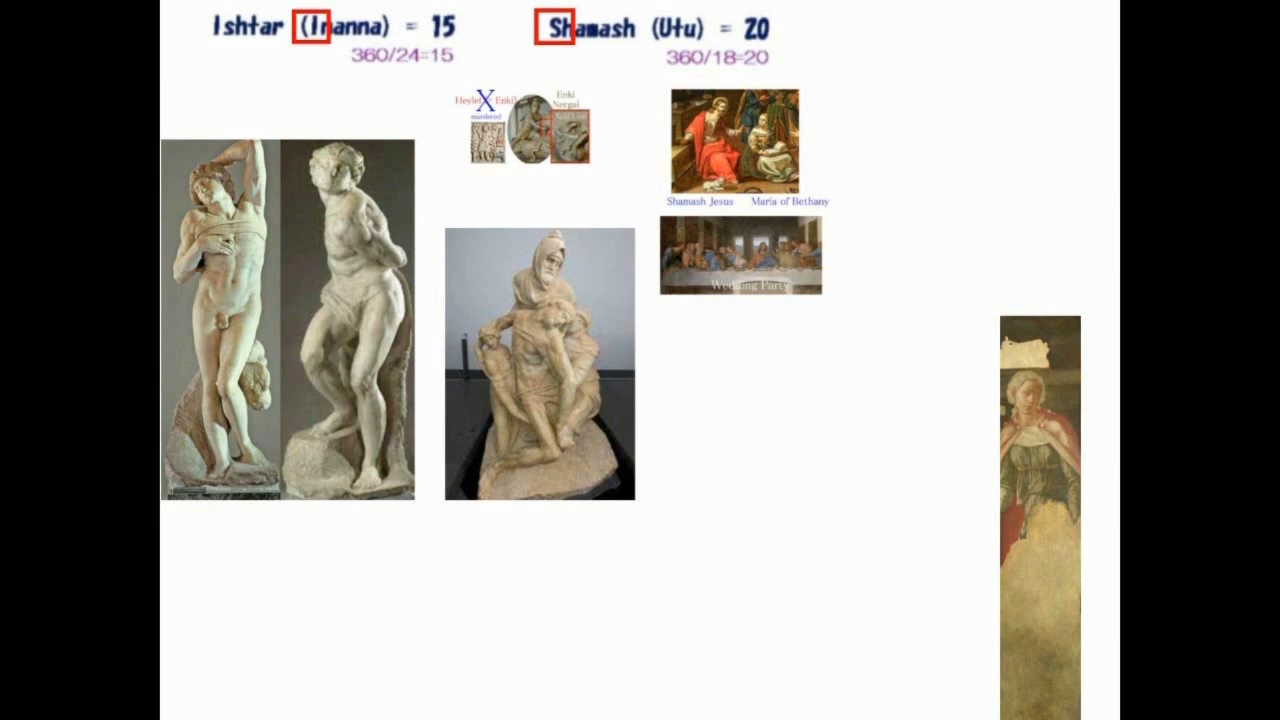 Ishtar (Inanna) = 15
360/24=15
Shamash (Utu) = 20
360/18=20
Heylel
X
Enkil
murdered
Enki
Nergal
Shamash Jesus
Maria of Bethany
Wedding Party